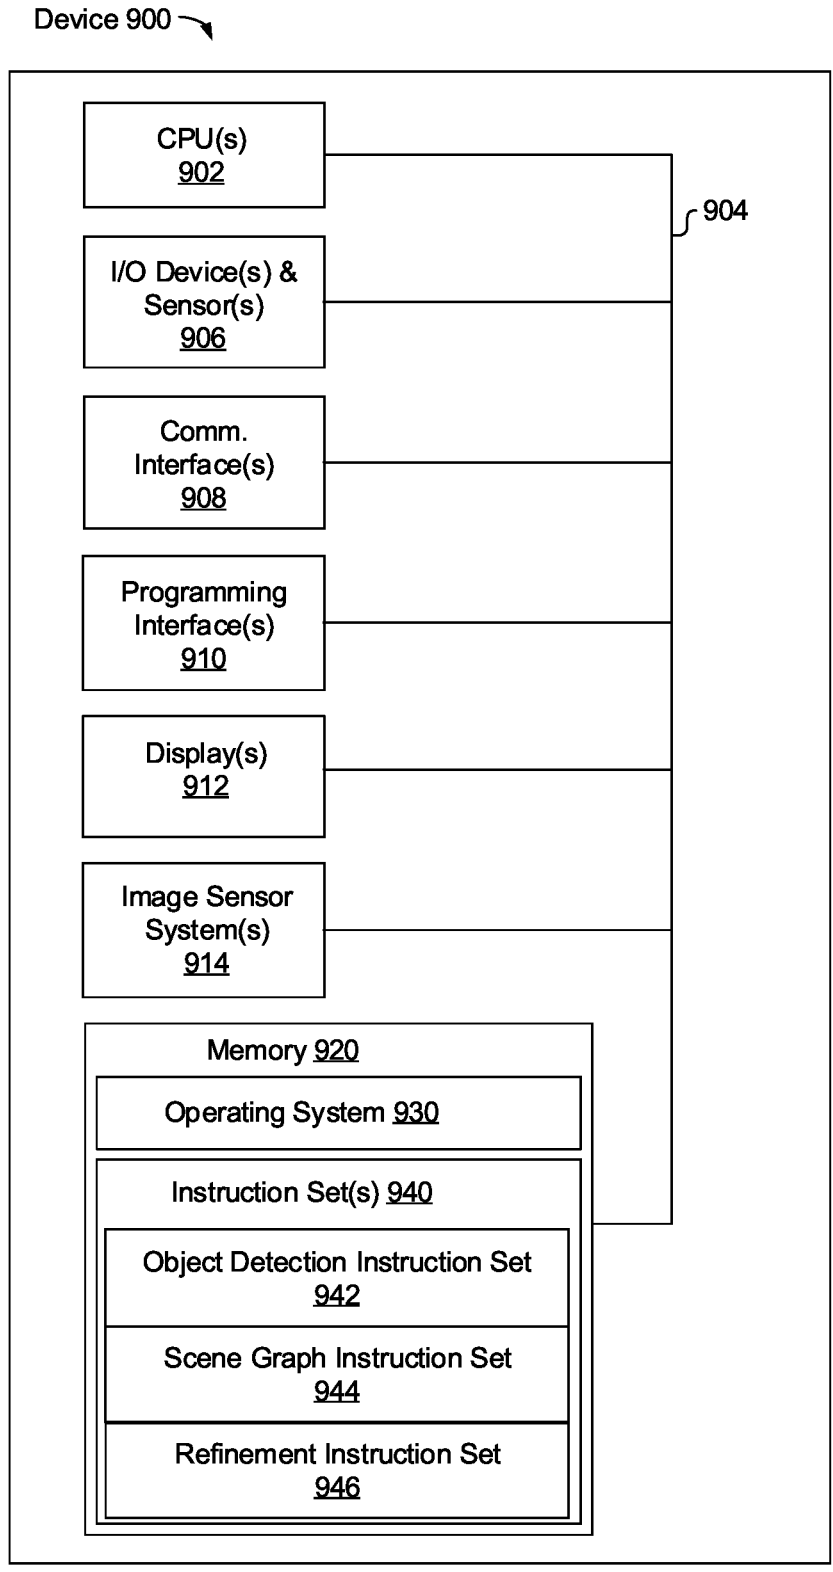 Device 900
CPU(s)
902
904
I/O Device(s) &
Sensor(s)
906
Comm.
Interface(s)
908
Programming
Interface(s)
910
Display(s)
912
Image Sensor
System(s)
914
Memory 920
Operating System 930
Instruction Set(s) 940
Object Detection Instruction Set
942
Scene Graph Instruction Set
944
Refinement Instruction Set
946